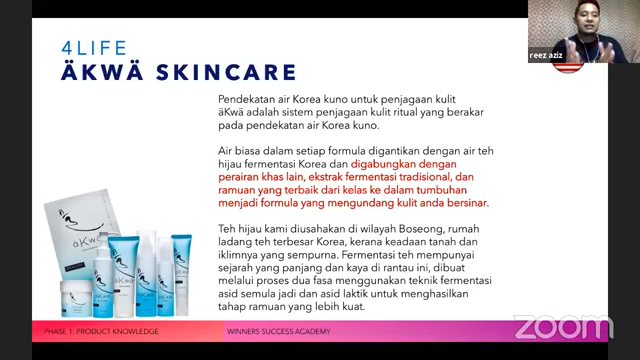 4LIFE
ÄKWÄ SKINCARE
Pendekatan air Korea kuno untuk penjagaan kulit
äKwä adalah sistem penjagaan kulit ritual yang berakar
pada pendekatan air Korea kuno.
Air biasa dalam setiap formula digantikan dengan air teh
hijau fermentasi Korea dan digabungkan dengan
perairan khas lain, ekstrak fermentasi tradisional, dan
ramuan yang terbaik dari kelas ke dalam tumbuhan
menjadi formula yang mengundang kulit anda bersinar.
Teh hijau kami diusahakan di wilayah Boseong, rumah
ladang teh terbesar Korea, kerana keadaan tanah dan
iklimnya yang sempurna. Fermentasi teh mempunyai
sejarah yang panjang dan kaya di rantau ini, dibuat
melalui proses dua fasa menggunakan teknik fermentasi
asid semula jadi dan asid laktik untuk menghasilkan
tahap ramuan yang lebih kuat.
äKwä
PHASE 1: PRODUCT KNOWLEDGE
WINNERS SUCCESS ACADEMY
reez aziz
zoom